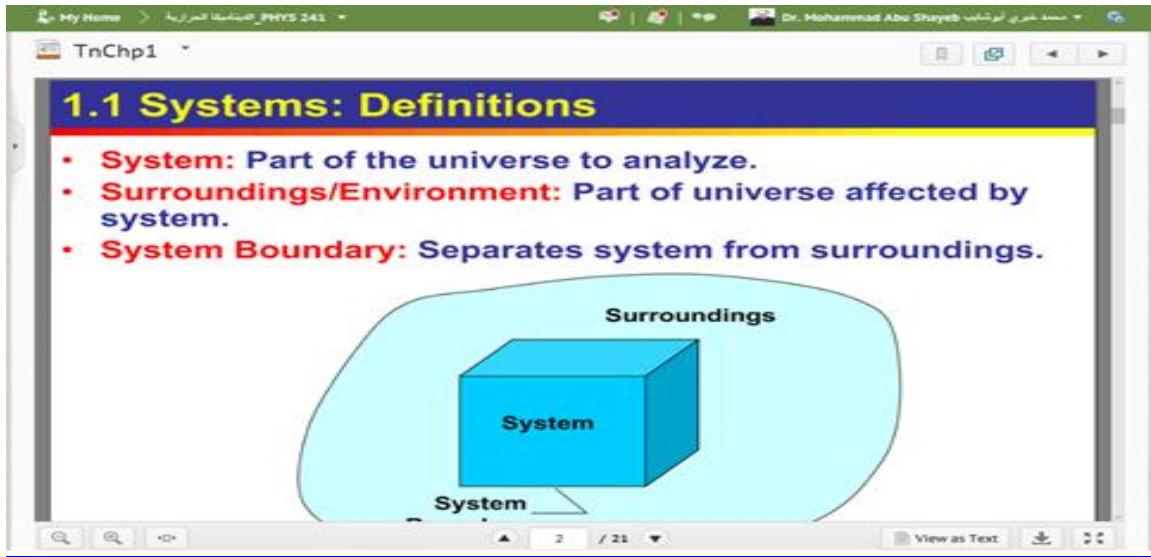 My Home > PHYS 241_الديناميكا الحرارية
Dr. Mohammad Abu Shayeb
TnChp1
1.1 Systems: Definitions
• System: Part of the universe to analyze.
• Surroundings/Environment: Part of universe affected by
system.
• System Boundary: Separates system from surroundings.
Surroundings
System
System
2 / 21
View as Text